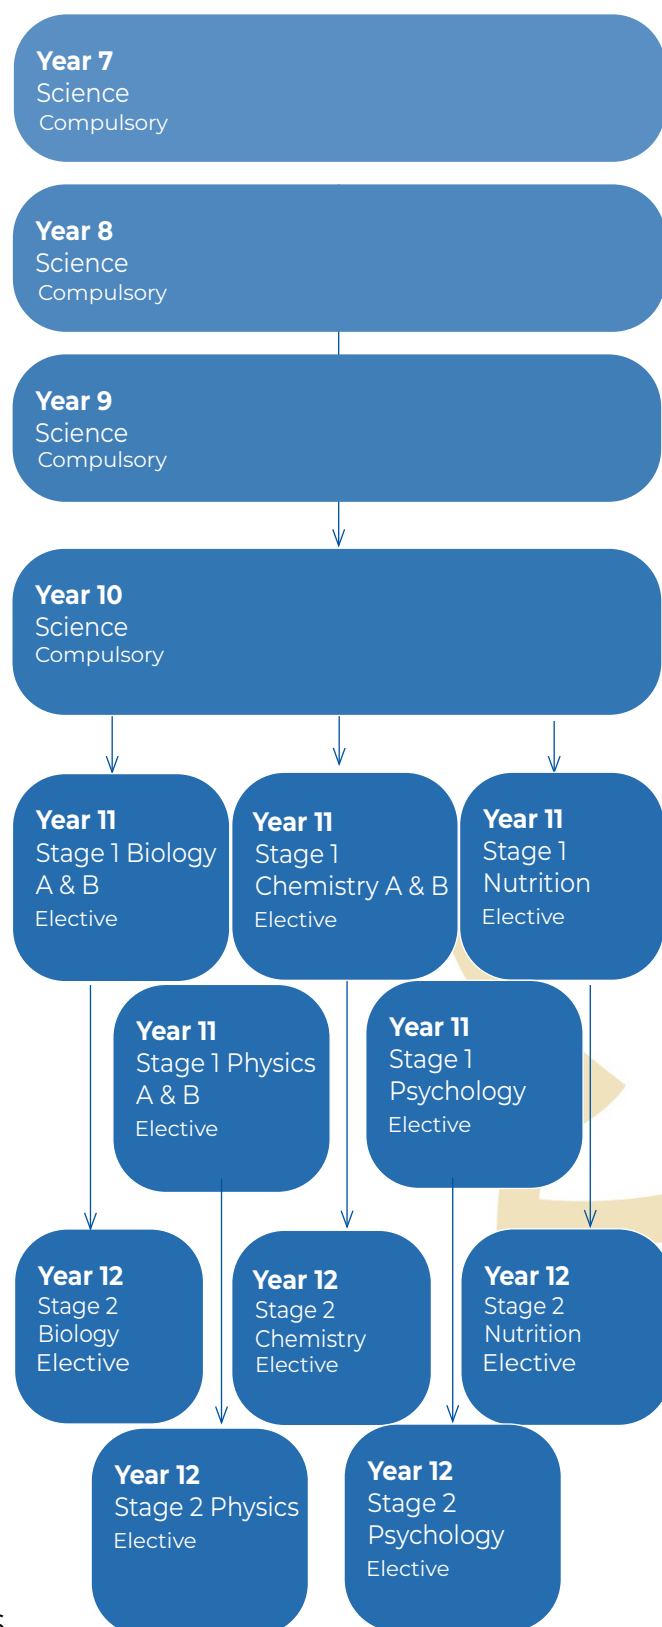 Year 7
Science
Compulsory
Year 8
Science
Compulsory
Year 9
Science
Compulsory
Year 10
Science
Compulsory
Year 11
Stage 1 Biology
A & B
Elective
Year 11
Stage 1
Chemistry A & B
Elective
Year 11
Stage 1
Nutrition
Elective
Year 11
Stage 1 Physics
A & B
Elective
Year 11
Stage 1
Psychology
Elective
Year 12
Stage 2
Biology
Elective
Year 12
Stage 2
Chemistry
Elective
Year 12
Stage 2
Nutrition
Elective
Year 12
Stage 2 Physics
Elective
Year 12
Stage 2
Psychology
Elective